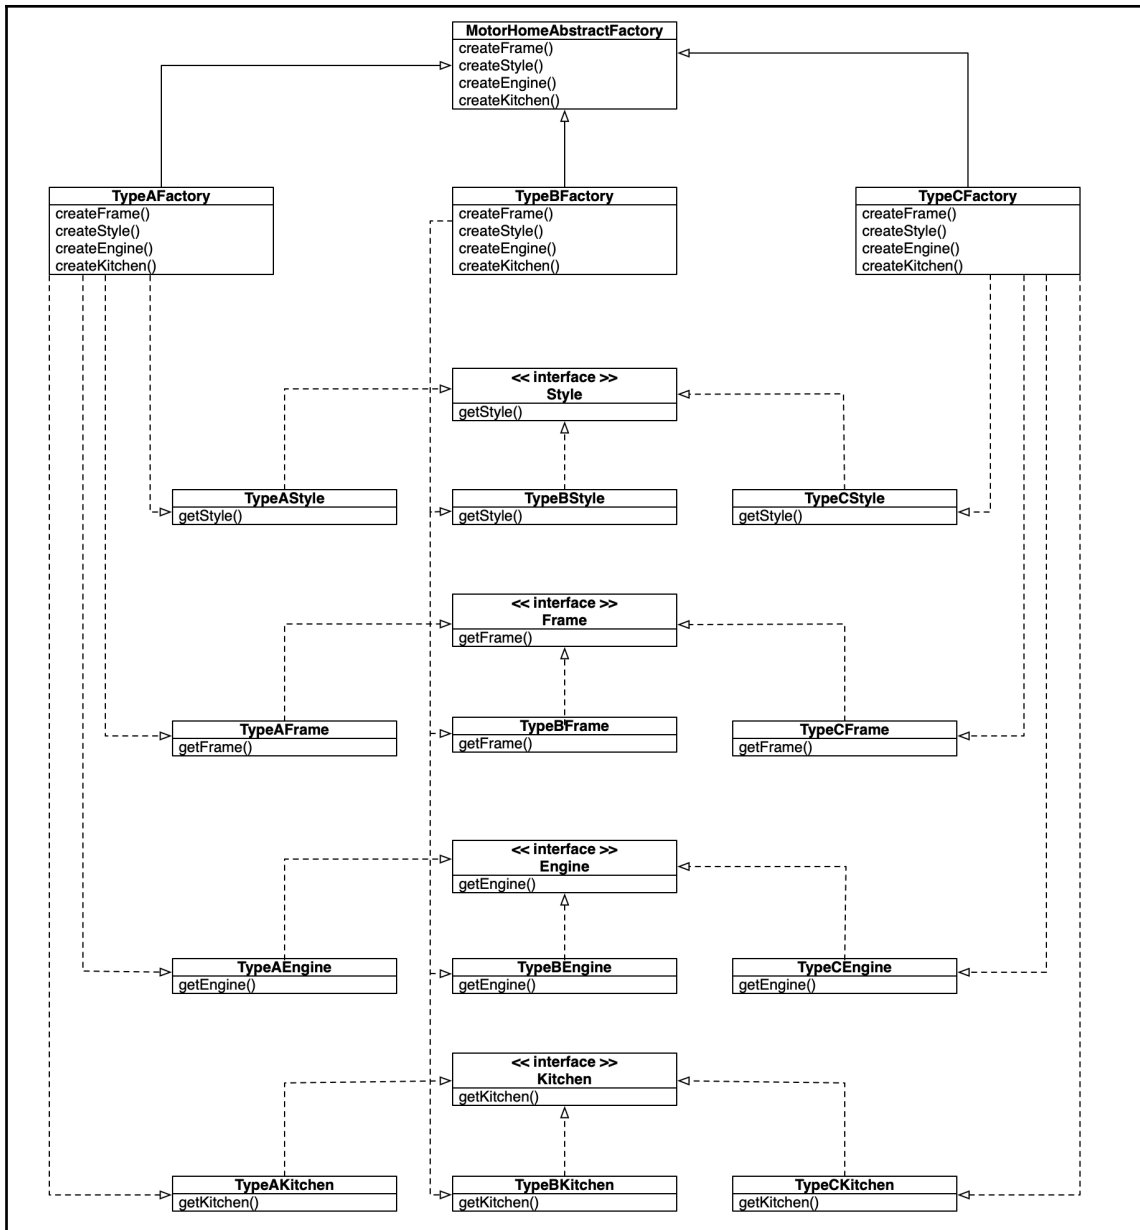 MotorHomeAbstractFactory
createFrame()
createStyle()
createEngine()
createKitchen()
TypeAFactory
createFrame()
createStyle()
createEngine()
createKitchen()
TypeBFactory
createFrame()
createStyle()
createEngine()
createKitchen()
TypeCFactory
createFrame()
createStyle()
createEngine()
createKitchen()
<< interface >>
Style
getStyle()
TypeAStyle
getStyle()
TypeBStyle
getStyle()
TypeCStyle
getStyle()
<< interface >>
Frame
getFrame()
TypeAFrame
getFrame()
TypeBFrame
getFrame()
TypeCFrame
getFrame()
<< interface >>
Engine
getEngine()
TypeAEngine
getEngine()
TypeBEngine
getEngine()
TypeCEngine
getEngine()
<< interface >>
Kitchen
getKitchen()
TypeAKitchen
getKitchen()
TypeBKitchen
getKitchen()
TypeCKitchen
getKitchen()